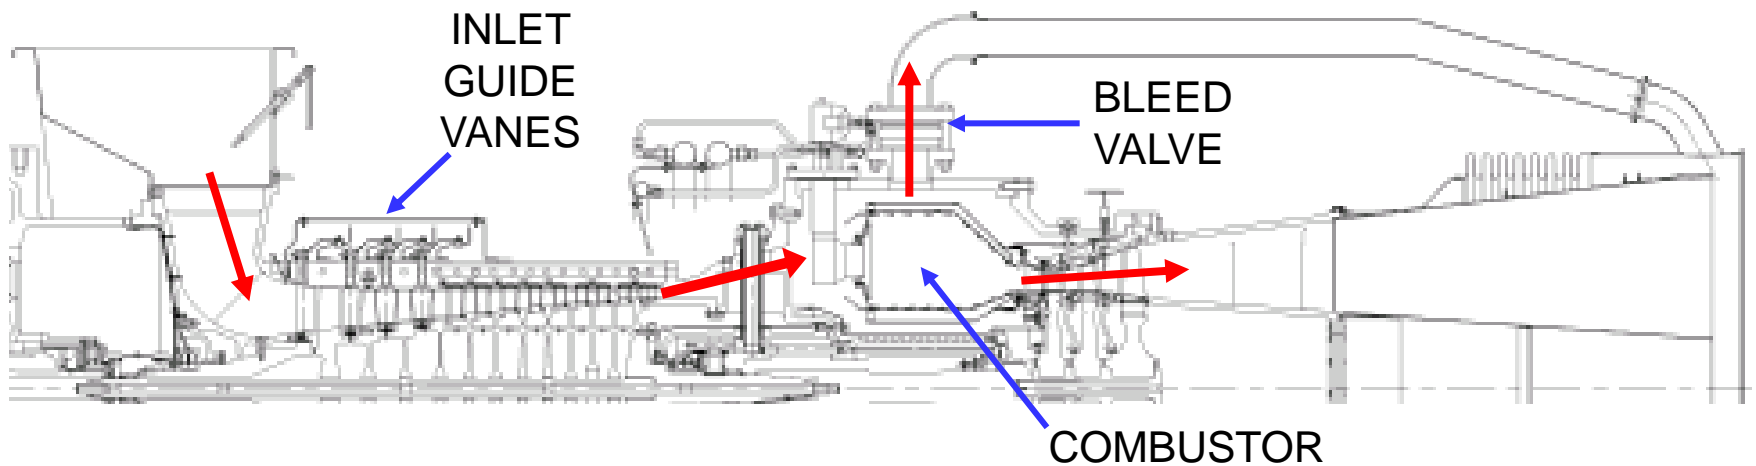 INLET
GUIDE
VANES
BLEED
VALVE
COMBUSTOR